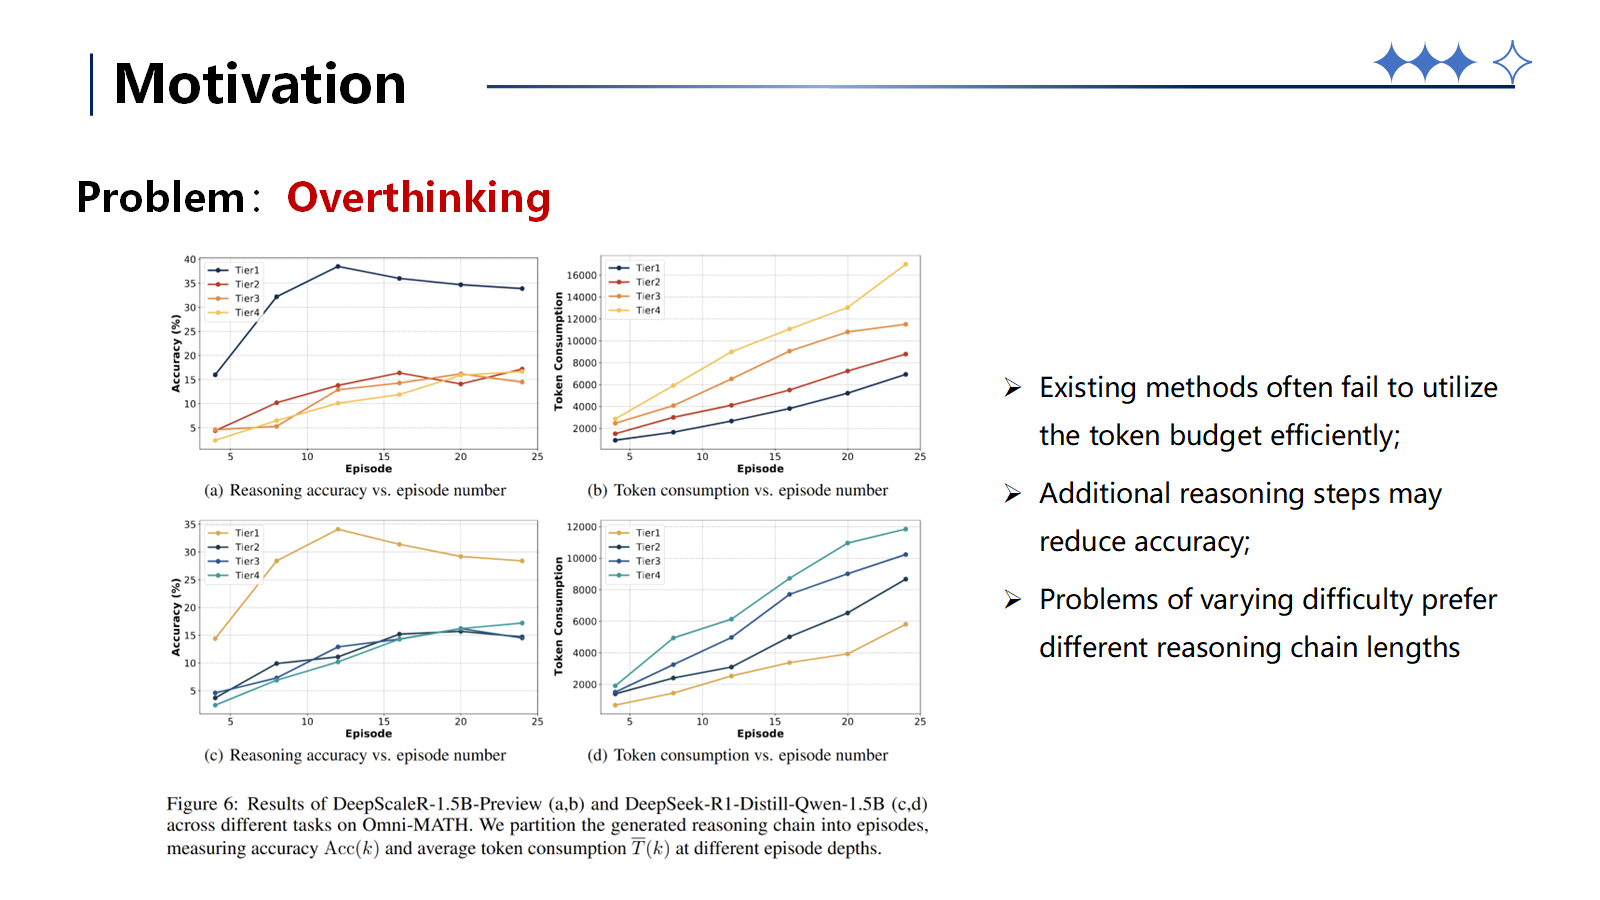 Motivation
Problem： Overthinking
40
35
30
25
20
15
10
5
Accuracy (%)
Tier1
Tier2
Tier3
Tier4
5 10 15 20 25
Episode
(a) Reasoning accuracy vs. episode number
16000
14000
12000
10000
8000
6000
4000
2000
Token Consumption
Tier1
Tier2
Tier3
Tier4
5 10 15 20 25
Episode
(b) Token consumption vs. episode number
35
30
25
20
15
10
5
Accuracy (%)
Tier1
Tier2
Tier3
Tier4
5 10 15 20 25
Episode
(c) Reasoning accuracy vs. episode number
12000
10000
8000
6000
4000
2000
Token Consumption
Tier1
Tier2
Tier3
Tier4
5 10 15 20 25
Episode
(d) Token consumption vs. episode number
Figure 6: Results of DeepScaleR-1.5B-Preview (a,b) and DeepSeek-R1-Distill-Qwen-1.5B (c,d)
across different tasks on Omni-MATH. We partition the generated reasoning chain into episodes,
measuring accuracy Acc(k) and average token consumption T̅(k) at different episode depths.
➢ Existing methods often fail to utilize
the token budget efficiently;
➢ Additional reasoning steps may
reduce accuracy;
➢ Problems of varying difficulty prefer
different reasoning chain lengths